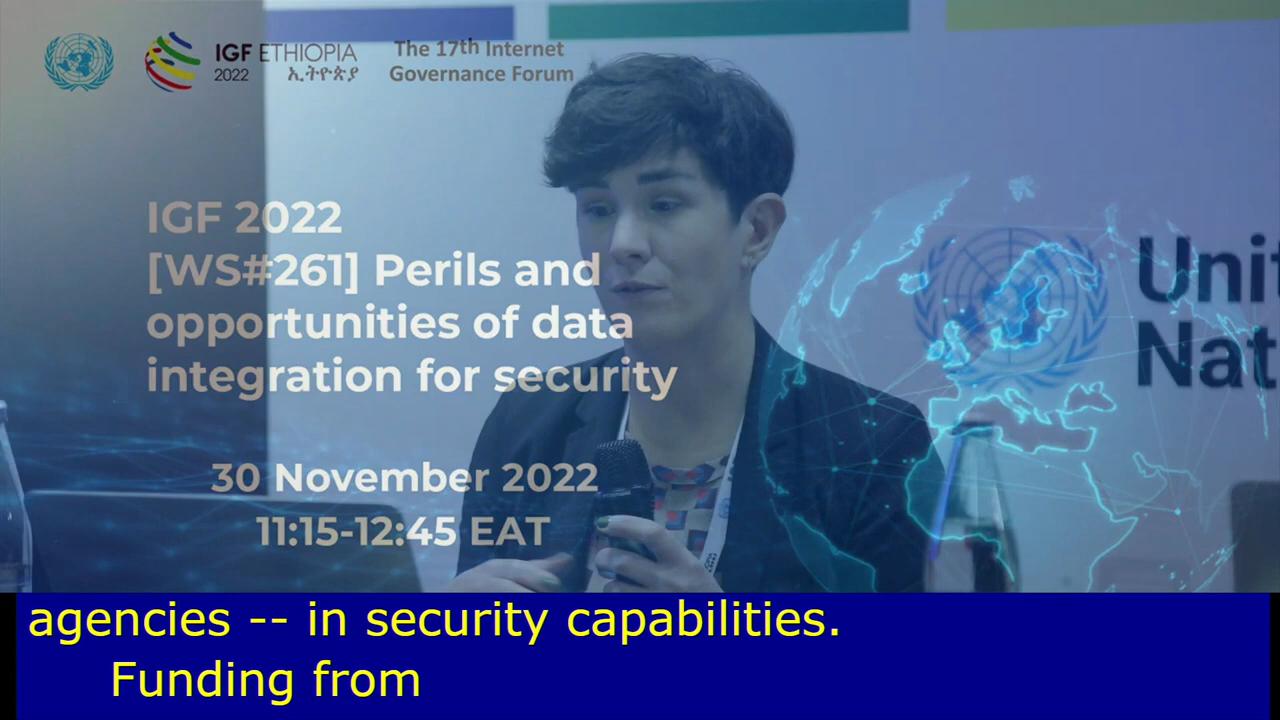 IGF ETHIOPIA
2022 ኢትዮጵያ
The 17th Internet
Governance Forum
IGF 2022
[WS#261] Perils and
opportunities of data
integration for security
30 November 2022
11:15-12:45 EAT
Uni
Nat
agencies -- in security capabilities.
Funding from